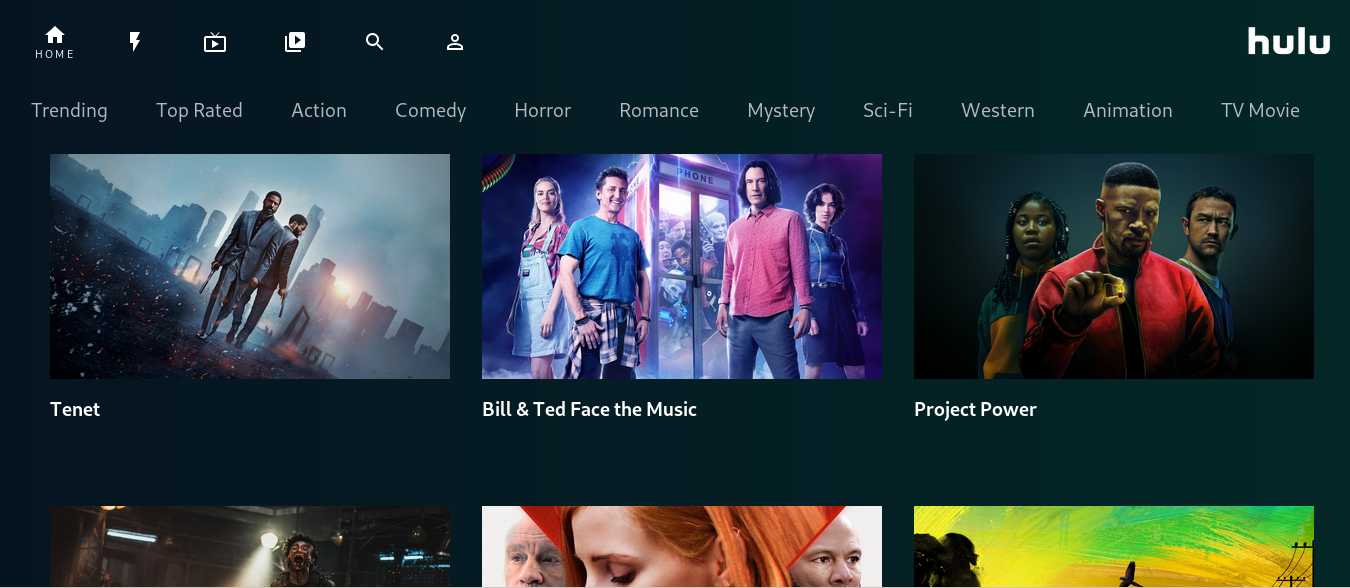 HOME
hulu
Trending Top Rated Action Comedy Horror Romance Mystery Sci-Fi Western Animation TV Movie
PHONE
Tenet
Bill & Ted Face the Music
Project Power